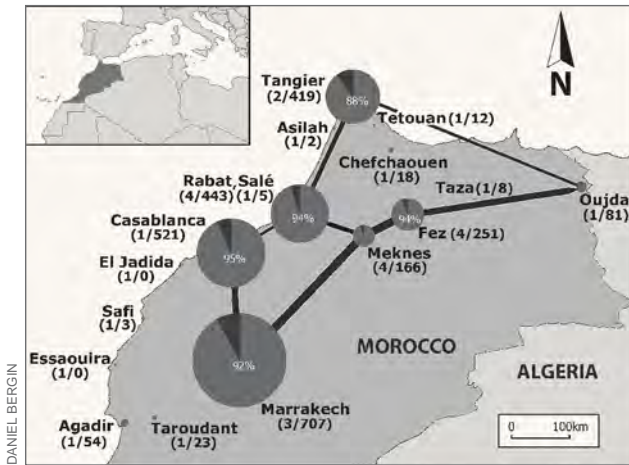 N
Tangier
(2/419)
88%
Tetouan (1/12)
Asilah
(1/2)
Chefchaouen
(1/18)
Rabat, Salé
(4/443) (1/5)
94%
Taza (1/8)
Oujda
(1/81)
94%
Fez (4/251)
Casablanca
(1/521)
95%
Meknes
(4/166)
El Jadida
(1/0)
Safi
(1/3)
MOROCCO
ALGERIA
Essaouira
(1/0)
92%
Marrakech
(3/707)
Agadir
(1/54)
Taroudant
(1/23)
0 100km
DANIEL BERGIN